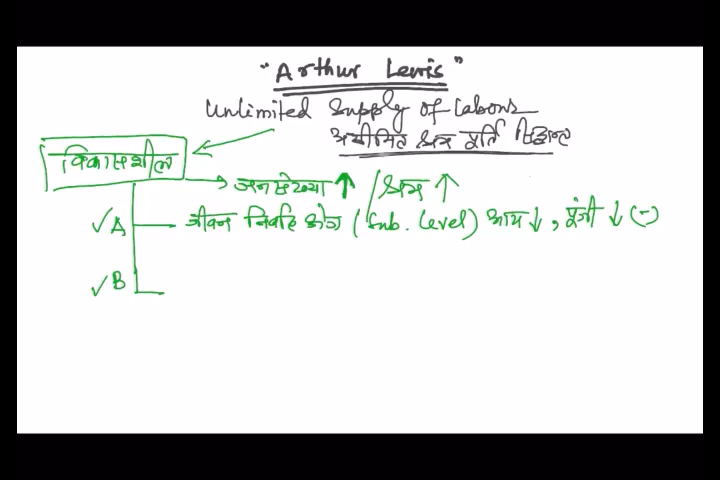 "Arthur Lewis"
Unlimited Supply of Labours
असीमित श्रम पूर्ति सिद्धान्त
विकासशील
जनसंख्या ↑ / श्रम ↑
✓A जीवन निर्वाह क्षेत्र (Sub. Level) आय ↓, पूंजी ↓ (-)
✓B